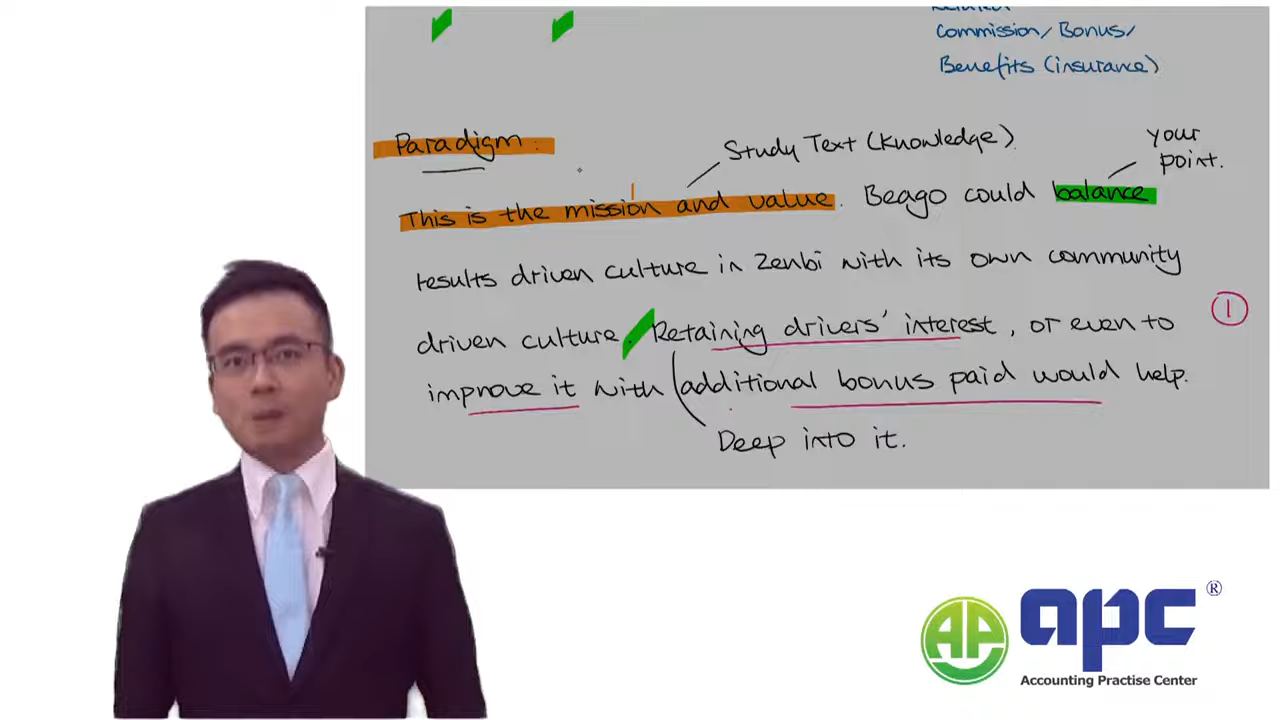 Commission/ Bonus/
Benefits (insurance)
Paradigm :
Study Text (Knowledge).
your
point.
This is the mission and value. Beago could balance
results driven culture in Zenbi with its own community
driven culture. Retaining drivers' interest, or even to
improve it with additional bonus paid would help.
1
Deep into it.
AP
apc®
Accounting Practise Center